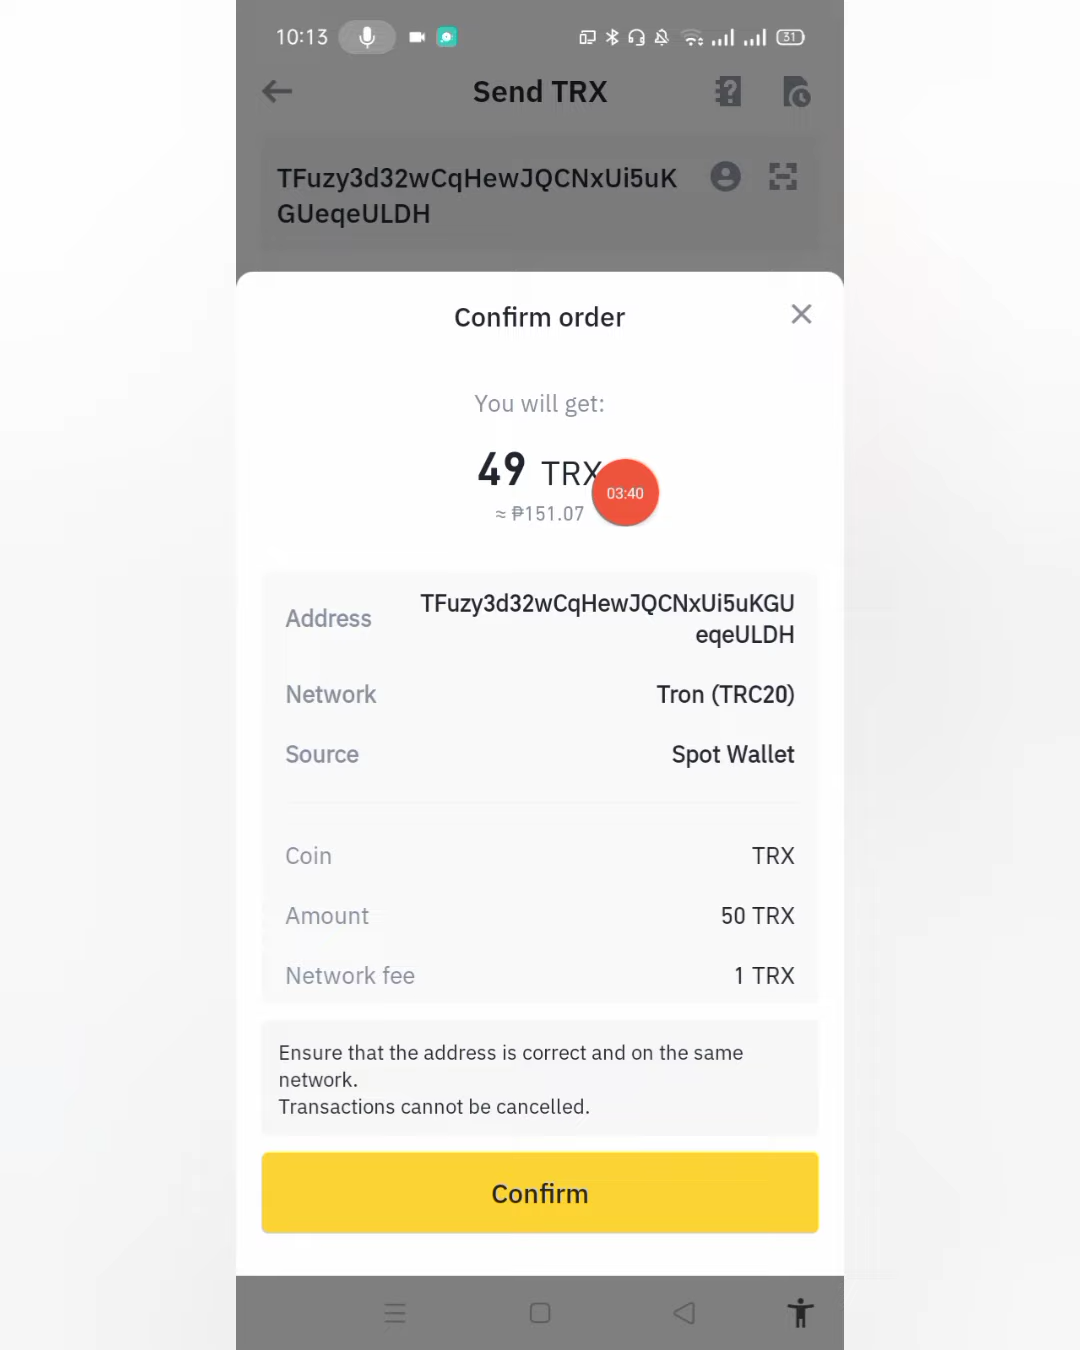 10:13
31
Send TRX
TFuzy3d32wCqHewJQCNxUi5uK
GUeqeULDH
Confirm order
You will get:
49 TRX
03:40
≈ ₱151.07
Address
TFuzy3d32wCqHewJQCNxUi5uKGU
eqeULDH
Network Tron (TRC20)
Source Spot Wallet
Coin TRX
Amount 50 TRX
Network fee 1 TRX
Ensure that the address is correct and on the same
network.
Transactions cannot be cancelled.
Confirm